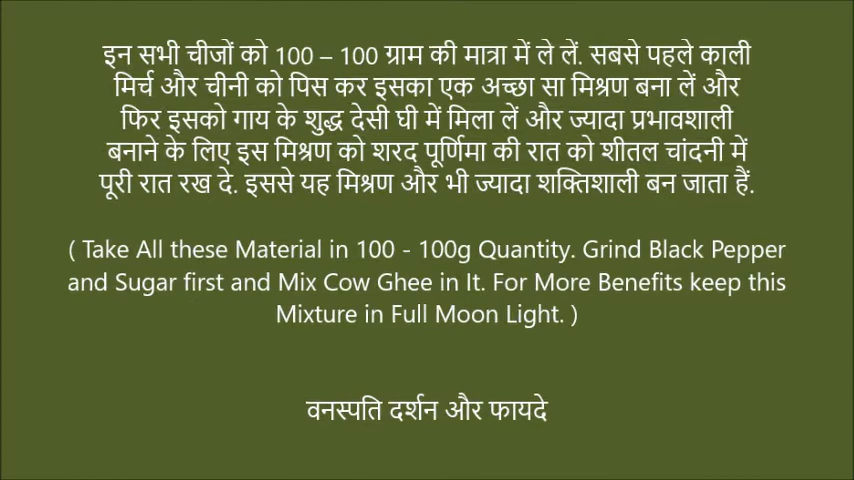 इन सभी चीजों को 100 – 100 ग्राम की मात्रा में ले लें. सबसे पहले काली
मिर्च और चीनी को पिस कर इसका एक अच्छा सा मिश्रण बना लें और
फिर इसको गाय के शुद्ध देसी घी में मिला लें और ज्यादा प्रभावशाली
बनाने के लिए इस मिश्रण को शरद पूर्णिमा की रात को शीतल चांदनी में
पूरी रात रख दे. इससे यह मिश्रण और भी ज्यादा शक्तिशाली बन जाता हैं.
( Take All these Material in 100 - 100g Quantity. Grind Black Pepper
and Sugar first and Mix Cow Ghee in It. For More Benefits keep this
Mixture in Full Moon Light. )
वनस्पति दर्शन और फायदे